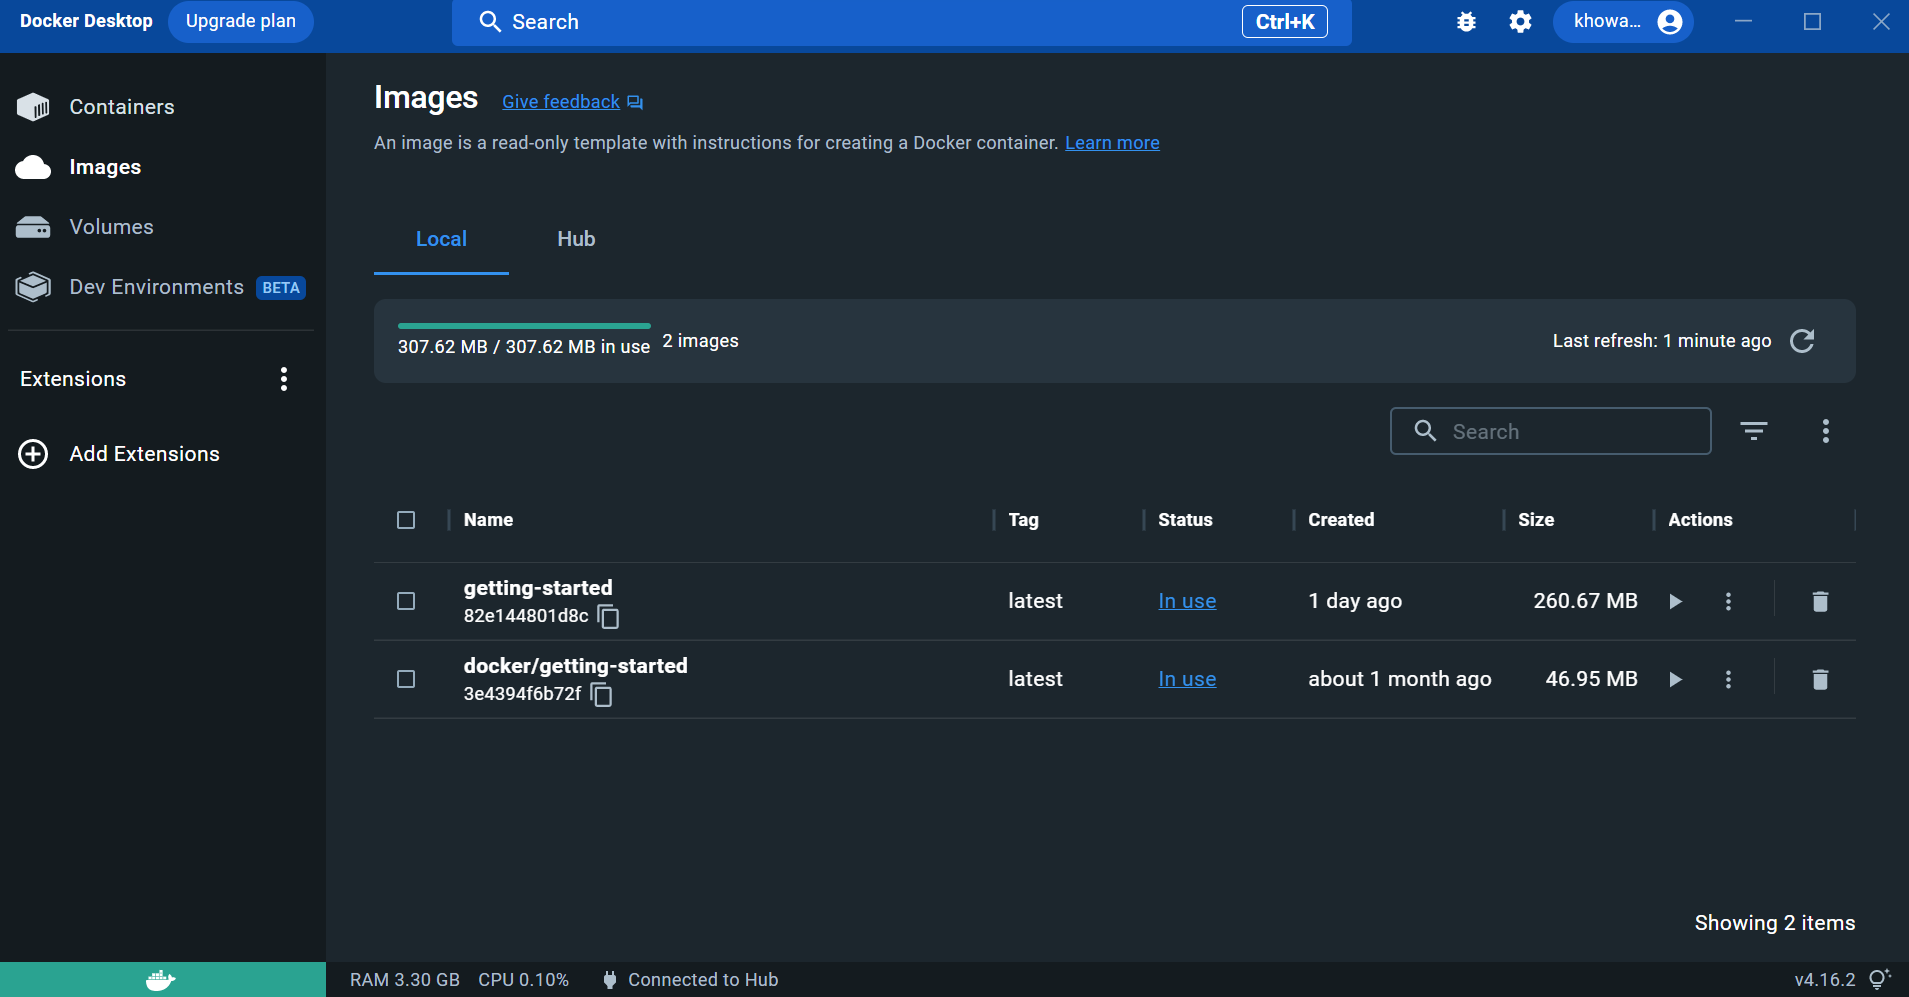 Docker Desktop Upgrade plan Search Ctrl+K khowa...
Containers
Images
Volumes
Dev Environments BETA
Extensions
Add Extensions
Images Give feedback
An image is a read-only template with instructions for creating a Docker container. Learn more
Local Hub
307.62 MB / 307.62 MB in use 2 images Last refresh: 1 minute ago
Search
Name Tag Status Created Size Actions
getting-started
82e144801d8c latest In use 1 day ago 260.67 MB
docker/getting-started
3e4394f6b72f latest In use about 1 month ago 46.95 MB
Showing 2 items
RAM 3.30 GB CPU 0.10% Connected to Hub v4.16.2